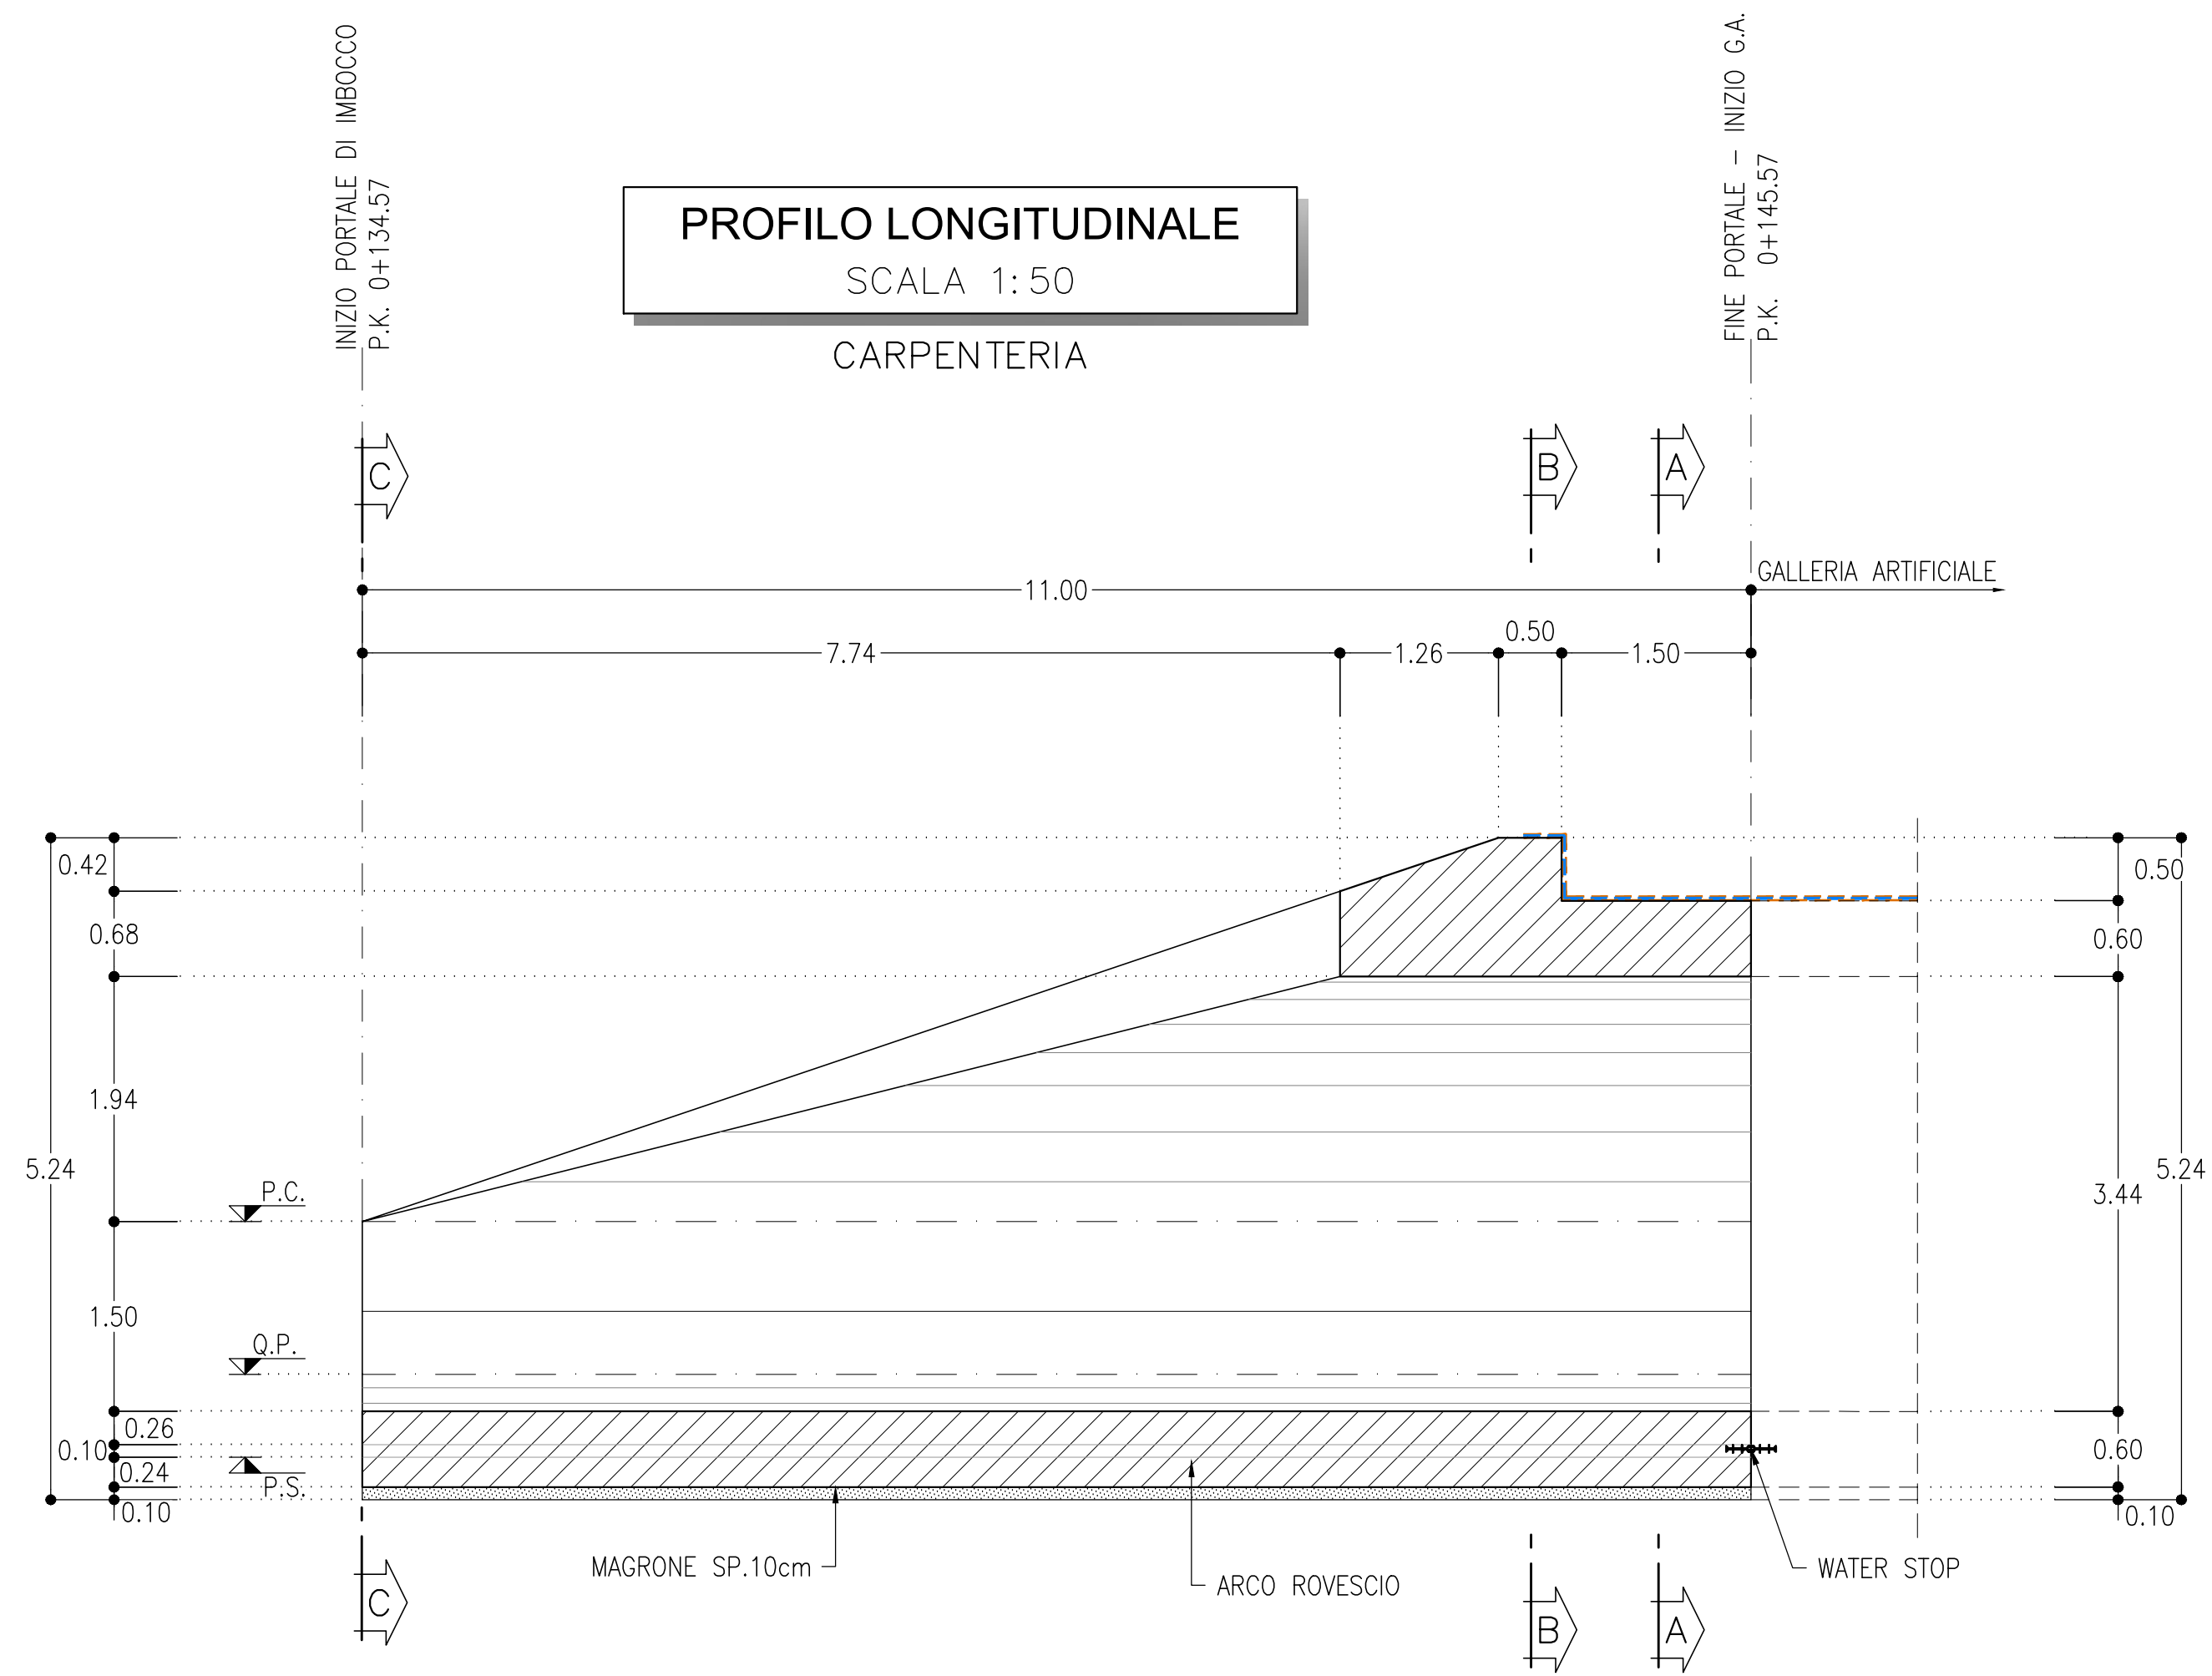 INIZIO PORTALE DI IMBOCCO
P.K. 0+134.57
FINE PORTALE - INIZIO G.A.
P.K. 0+145.57
PROFILO LONGITUDINALE
SCALA 1:50
CARPENTERIA
C
B
A
GALLERIA ARTIFICIALE
11.00
0.50
7.74
1.26
1.50
0.42
0.68
1.94
5.24
1.50
0.26
0.10
0.24
0.10
P.C.
Q.P.
P.S.
0.50
0.60
5.24
3.44
0.60
0.10
MAGRONE SP.10cm
ARCO ROVESCIO
WATER STOP
C
B
A